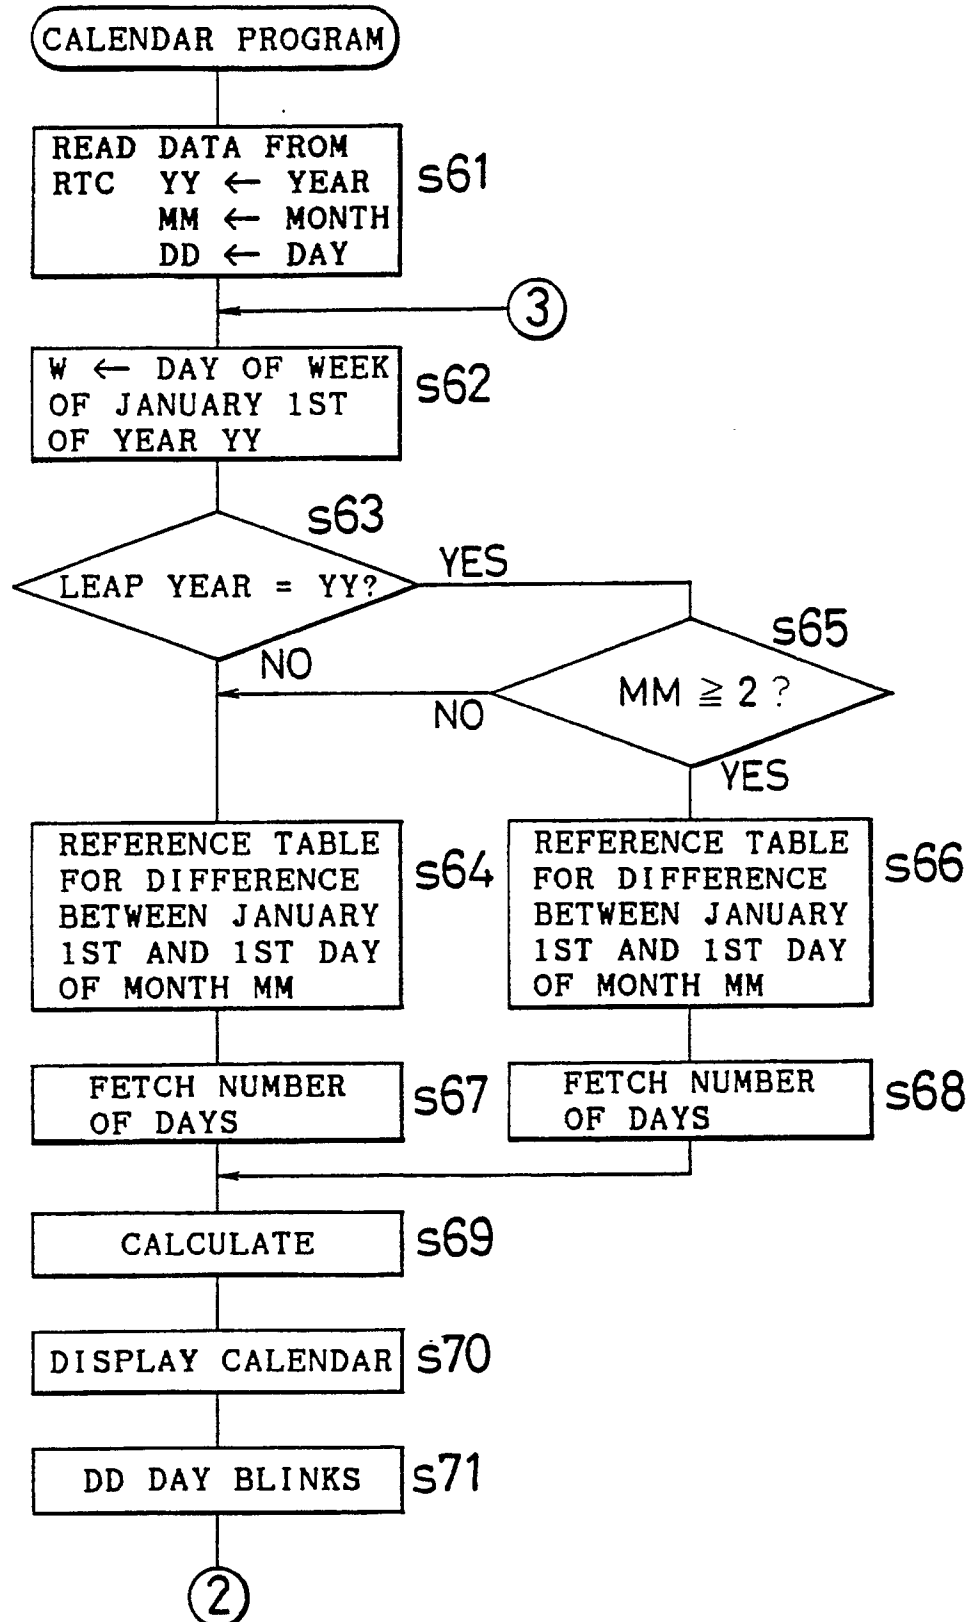 CALENDAR PROGRAM
READ DATA FROM
RTC YY ← YEAR
MM ← MONTH
DD ← DAY
s61
3
W ← DAY OF WEEK
OF JANUARY 1ST
OF YEAR YY
s62
s63
LEAP YEAR = YY?
YES
NO
s65
MM ≧ 2 ?
NO
YES
REFERENCE TABLE
FOR DIFFERENCE
BETWEEN JANUARY
1ST AND 1ST DAY
OF MONTH MM
s64
REFERENCE TABLE
FOR DIFFERENCE
BETWEEN JANUARY
1ST AND 1ST DAY
OF MONTH MM
s66
FETCH NUMBER
OF DAYS
s67
FETCH NUMBER
OF DAYS
s68
CALCULATE
s69
DISPLAY CALENDAR
s70
DD DAY BLINKS
s71
2